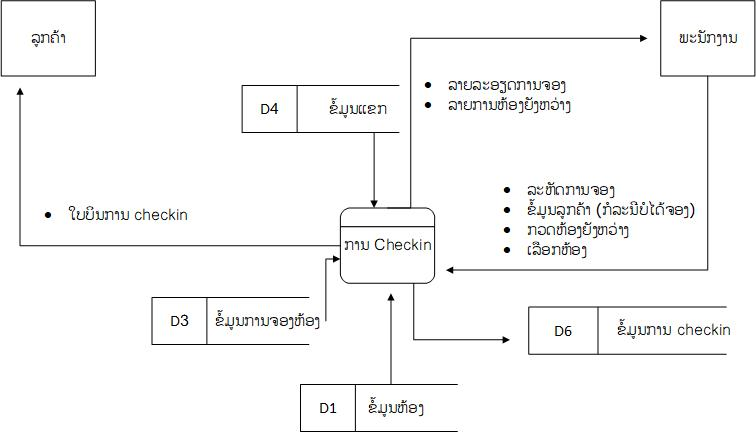 ລູກຄ້າ
ພະນັກງານ
• ລາຍລະອຽດການຈອງ
• ລາຍການຫ້ອງຍັງຫວ່າງ
D4 ຂໍ້ມູນແຂກ
• ລະຫັດການຈອງ
• ຂໍ້ມູນລູກຄ້າ (ກໍລະນີບໍ່ໄດ້ຈອງ)
• ກວດຫ້ອງຍັງຫວ່າງ
• ເລືອກຫ້ອງ
• ໃບບິນການ checkin
ການ Checkin
D3 ຂໍ້ມູນການຈອງຫ້ອງ
D6 ຂໍ້ມູນການ checkin
D1 ຂໍ້ມູນຫ້ອງ